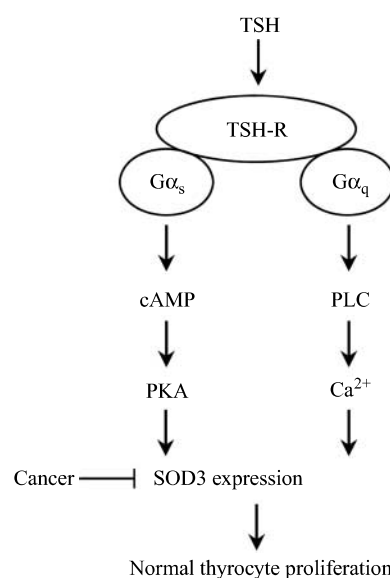 TSH
TSH-R
Gαs Gαq
cAMP PLC
PKA Ca²⁺
Cancer SOD3 expression
Normal thyrocyte proliferation